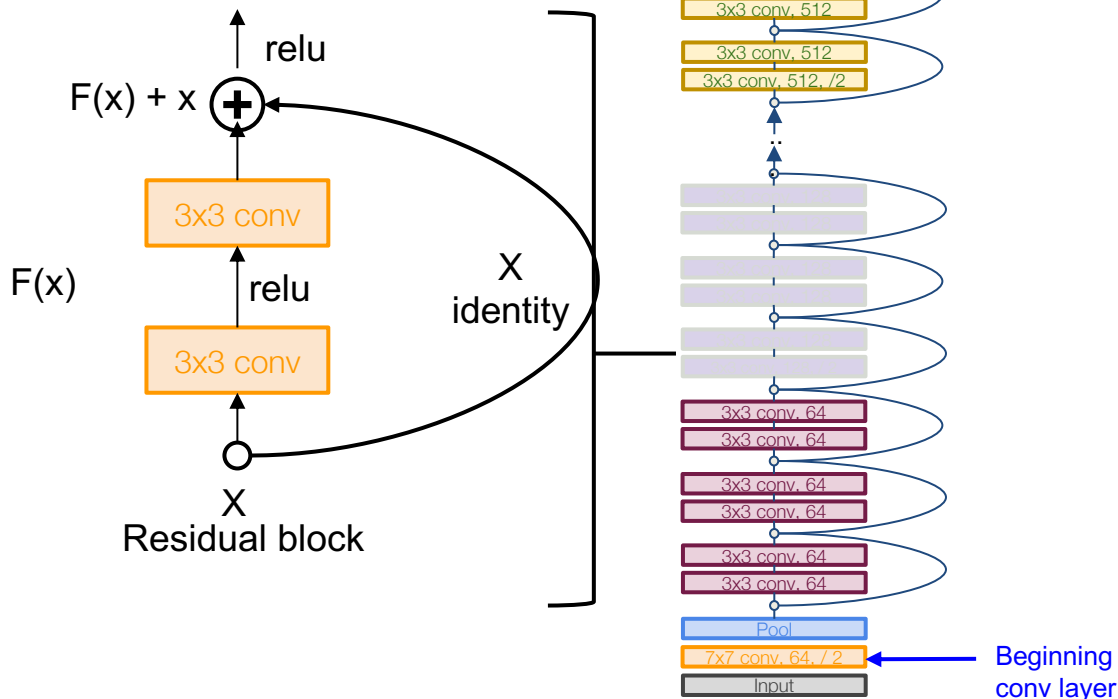 relu
F(x) + x
3x3 conv
F(x)
relu
X
identity
3x3 conv
X
Residual block
3x3 conv, 512
3x3 conv, 512
3x3 conv, 512, /2
..
.
3x3 conv, 64
3x3 conv, 64
3x3 conv, 64
3x3 conv, 64
3x3 conv, 64
3x3 conv, 64
Pool
7x7 conv, 64, / 2
Input
Beginning
conv layer